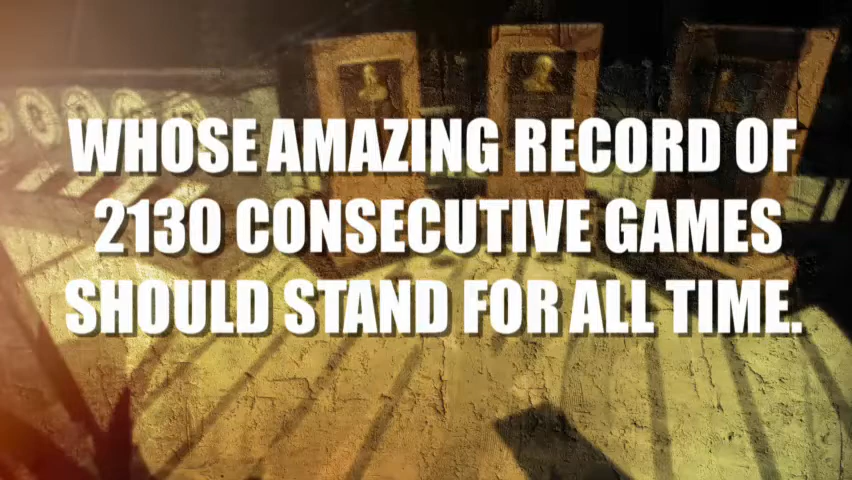 WHOSE AMAZING RECORD OF
2130 CONSECUTIVE GAMES
SHOULD STAND FOR ALL TIME.